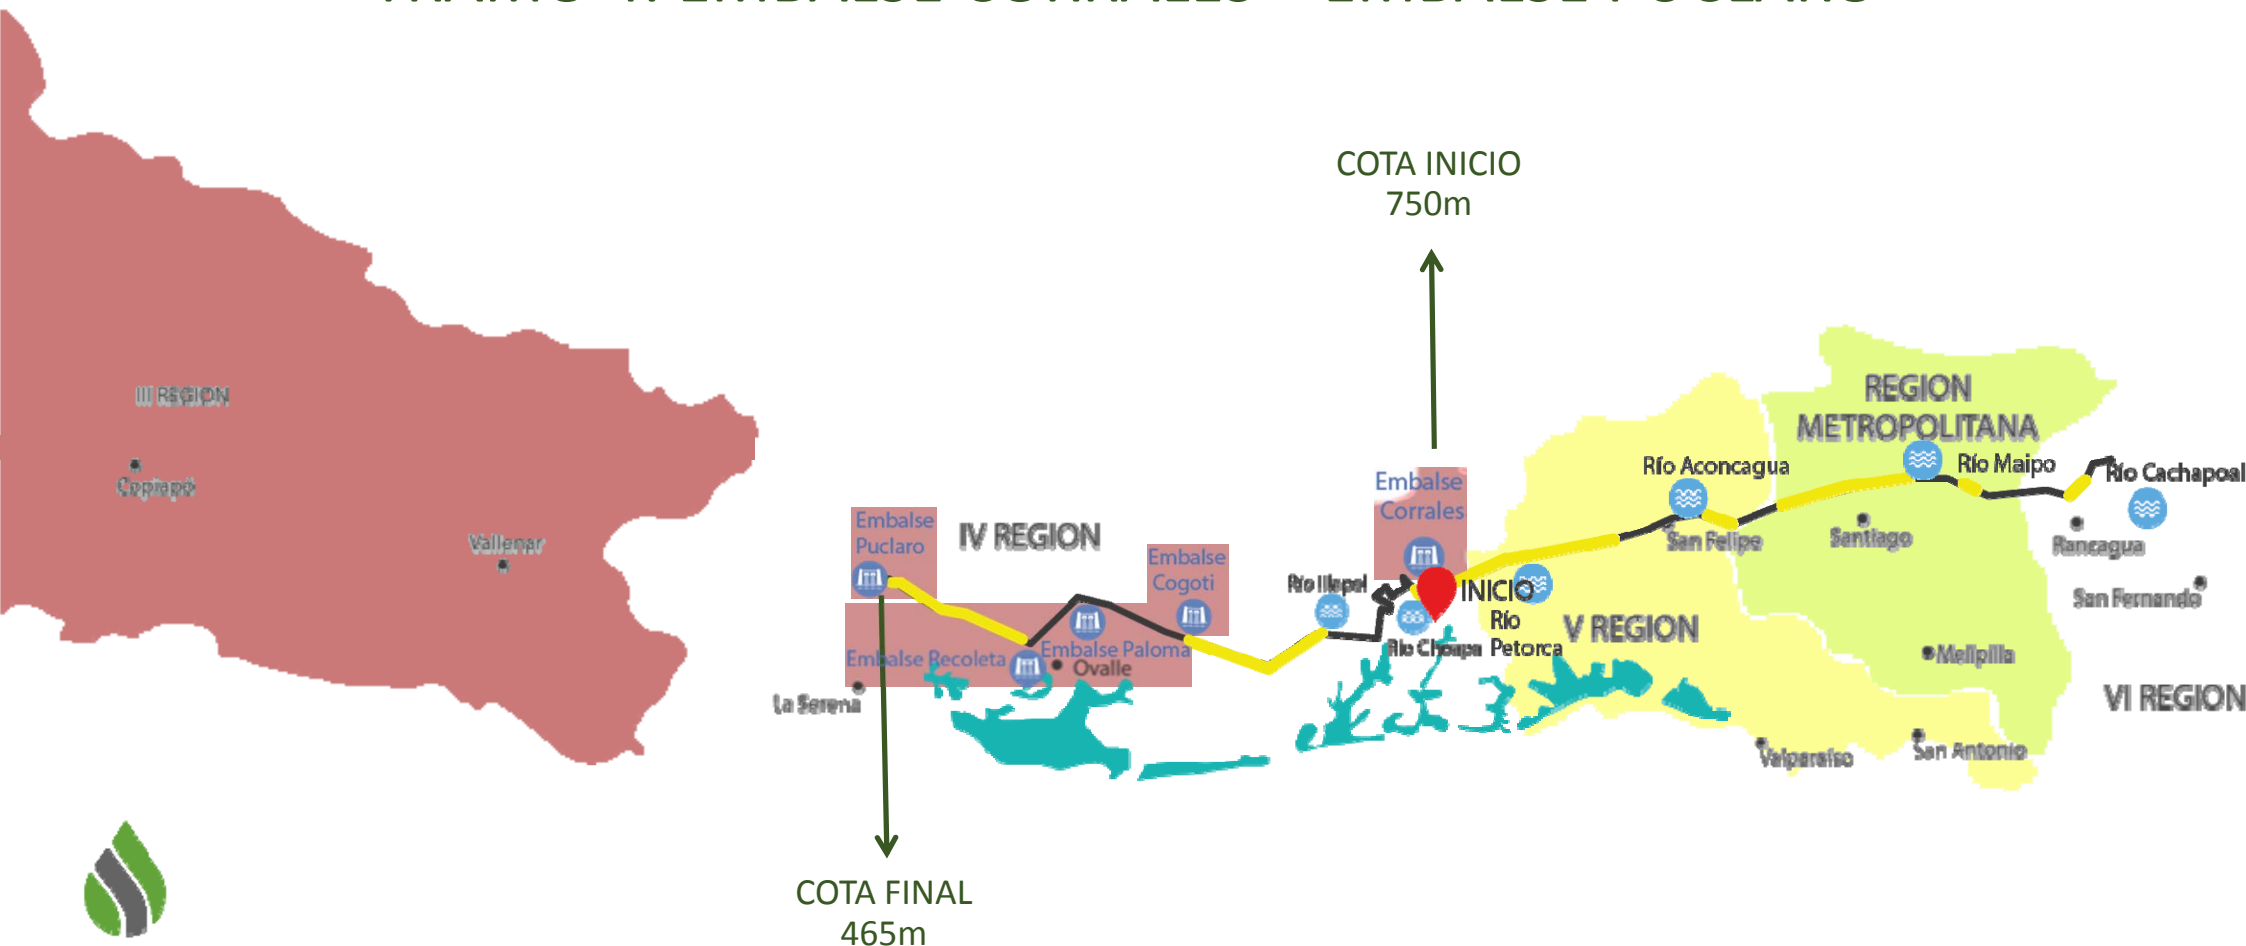 COTA INICIO
750m
REGION
METROPOLITANA
III REGION
Copiapó
Vallenar
Embalse
Puclaro
IV REGION
Embalse
Cogoti
Embalse
Corrales
Río Aconcagua
Río Maipo
Río Cachapoal
San Felipe
Santiago
Rancagua
San Fernando
Río Illapel
INICIO
Río
Petorca
Río Choapa
V REGION
Embalse Recoleta
Embalse Paloma
Ovalle
La Serena
Melipilla
VI REGION
Valparaíso
San Antonio
COTA FINAL
465m